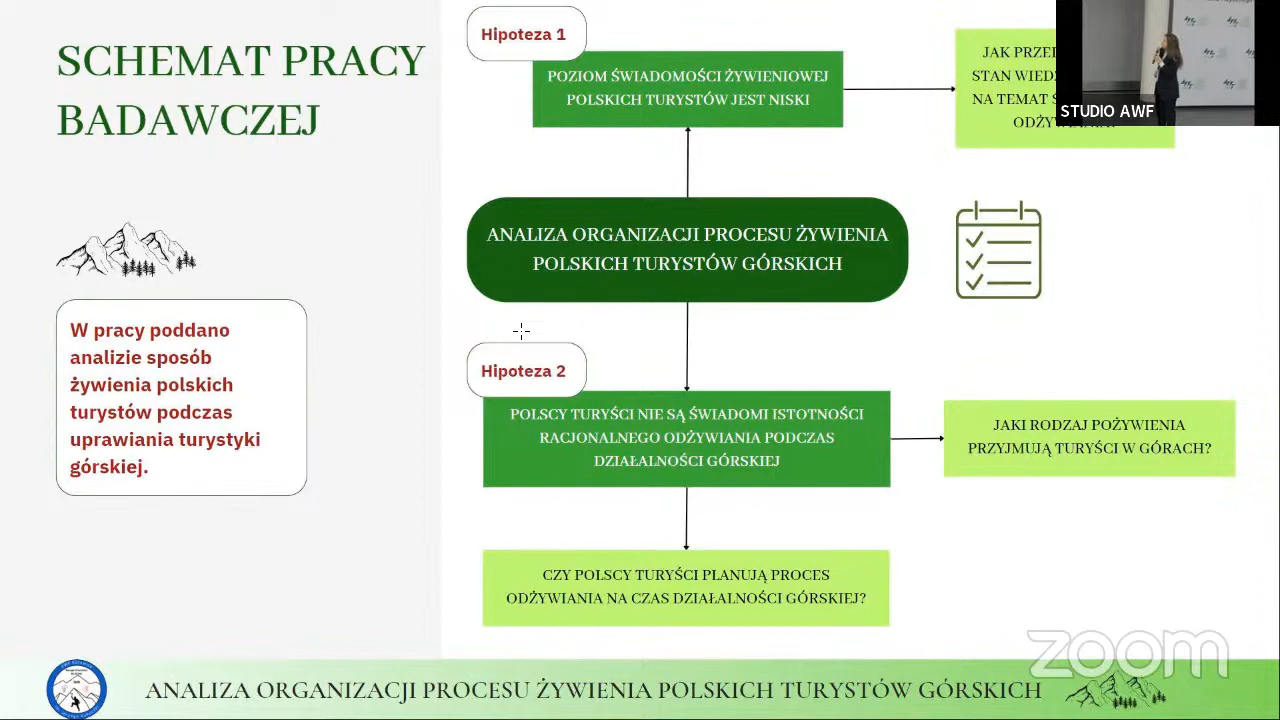 SCHEMAT PRACY
BADAWCZEJ
W pracy poddano
analizie sposób
żywienia polskich
turystów podczas
uprawiania turystyki
górskiej.
Hipoteza 1
POZIOM ŚWIADOMOŚCI ŻYWIENIOWEJ
POLSKICH TURYSTÓW JEST NISKI
JAK
STAN
NA TEMAT
STUDIO AWF
ANALIZA ORGANIZACJI PROCESU ŻYWIENIA
POLSKICH TURYSTÓW GÓRSKICH
Hipoteza 2
POLSCY TURYŚCI NIE SĄ ŚWIADOMI ISTOTNOŚCI
RACJONALNEGO ODŻYWIANIA PODCZAS
DZIAŁALNOŚCI GÓRSKIEJ
JAKI RODZAJ POŻYWIENIA
PRZYJMUJĄ TURYŚCI W GÓRACH?
CZY POLSCY TURYŚCI PLANUJĄ PROCES
ODŻYWIANIA NA CZAS DZIAŁALNOŚCI GÓRSKIEJ?
zoom
ANALIZA ORGANIZACJI PROCESU ŻYWIENIA POLSKICH TURYSTÓW GÓRSKICH